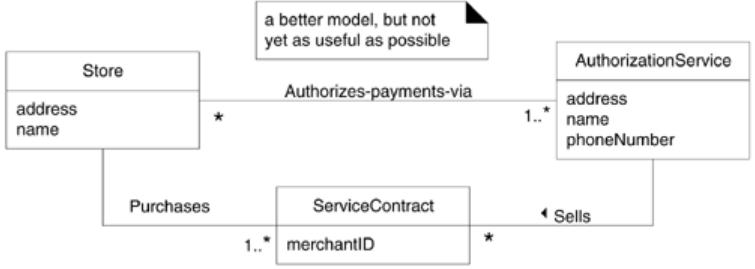 a better model, but not
yet as useful as possible
Store
address
name
Authorizes-payments-via
*
1..*
AuthorizationService
address
name
phoneNumber
Purchases
1..*
ServiceContract
merchantID
*
Sells